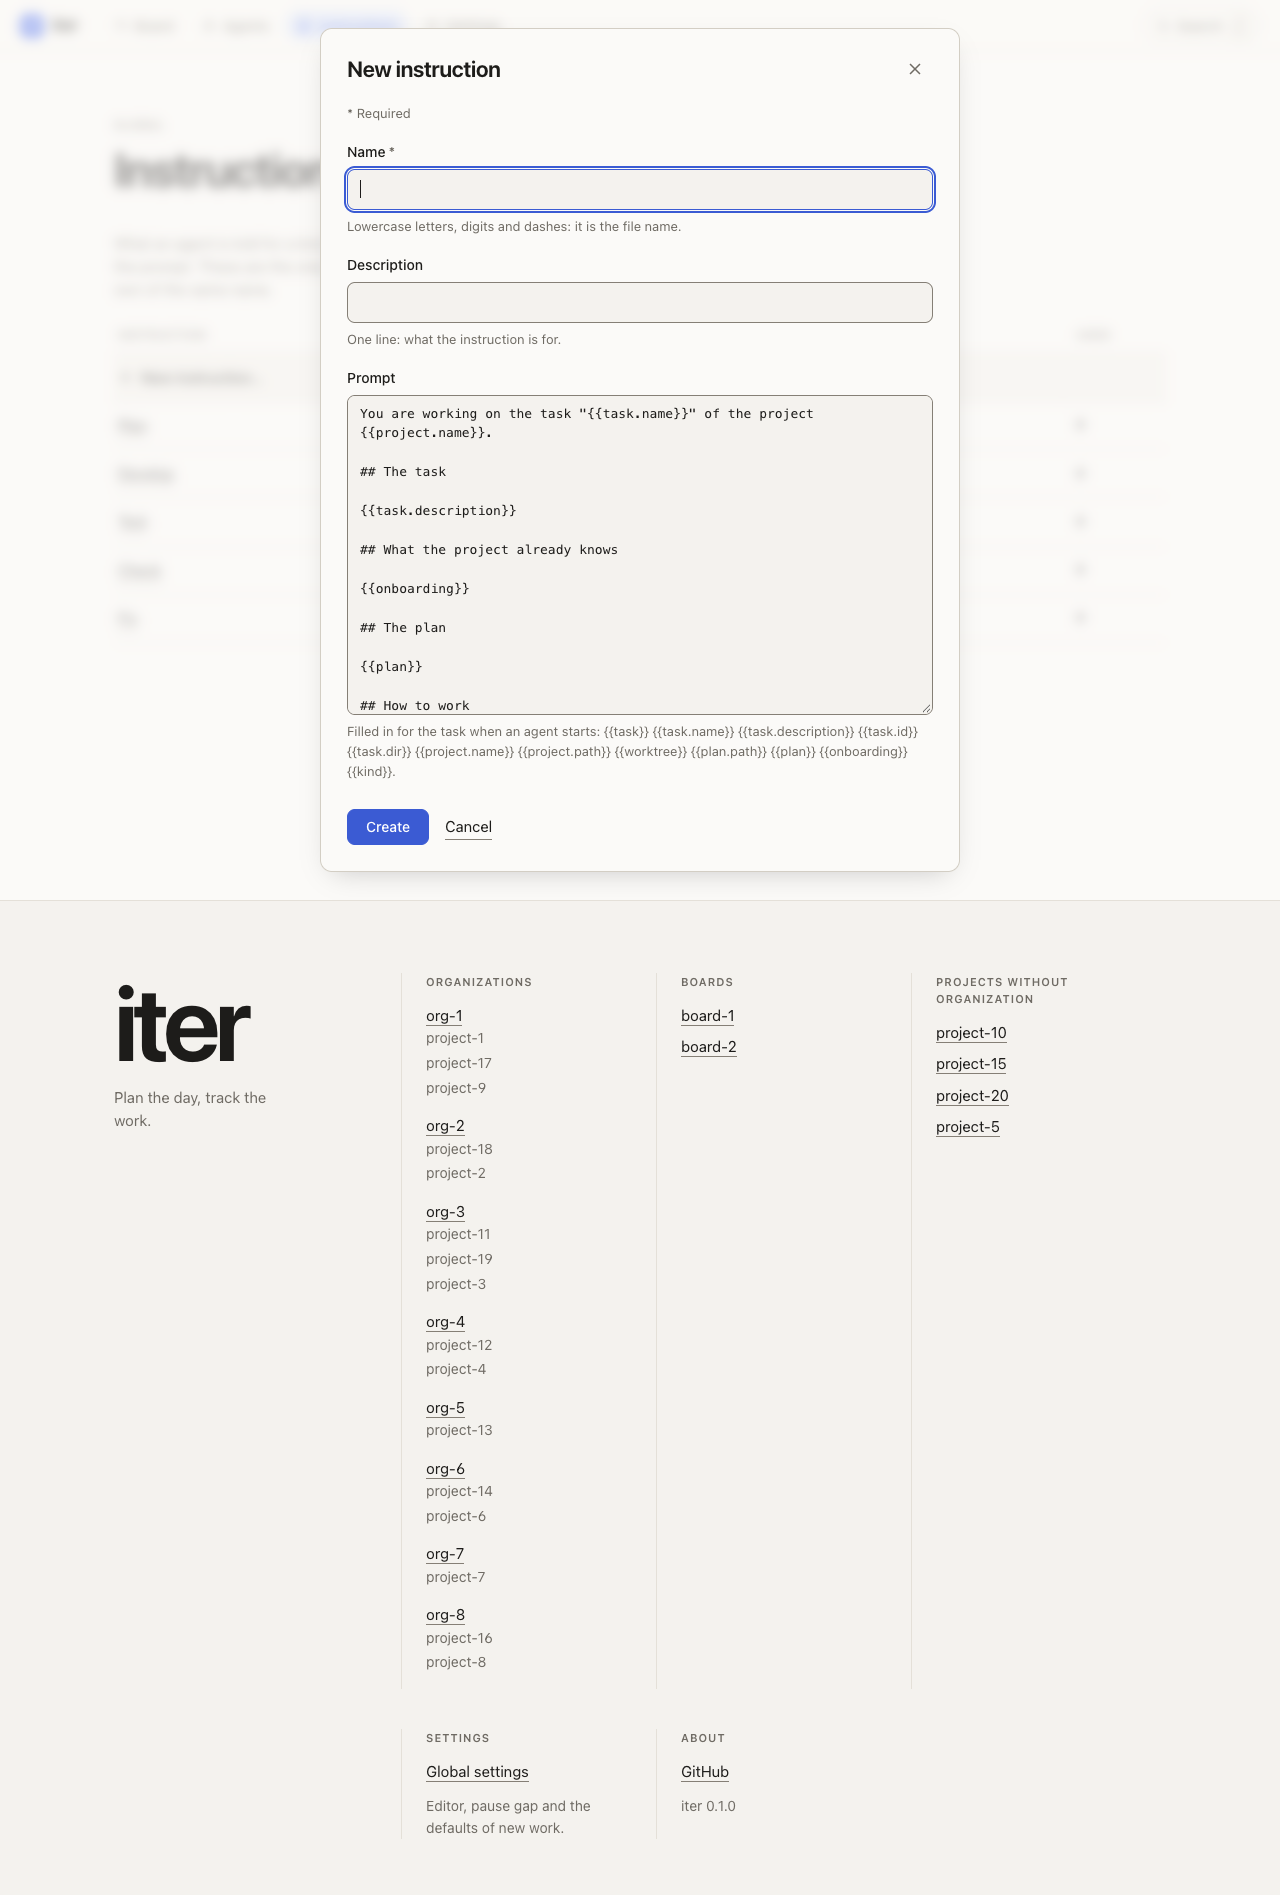 New instruction
* Required
Name *
Lowercase letters, digits and dashes: it is the file name.
Description
One line: what the instruction is for.
Prompt
You are working on the task "{{task.name}}" of the project
{{project.name}}.
## The task
{{task.description}}
## What the project already knows
{{onboarding}}
## The plan
{{plan}}
## How to work
Filled in for the task when an agent starts: {{task}} {{task.name}} {{task.description}} {{task.id}}
{{task.dir}} {{project.name}} {{project.path}} {{worktree}} {{plan.path}} {{plan}} {{onboarding}}
{{kind}}.
Create
Cancel
iter
Plan the day, track the
work.
ORGANIZATIONS
org-1
project-1
project-17
project-9
org-2
project-18
project-2
org-3
project-11
project-19
project-3
org-4
project-12
project-4
org-5
project-13
org-6
project-14
project-6
org-7
project-7
org-8
project-16
project-8
BOARDS
board-1
board-2
PROJECTS WITHOUT
ORGANIZATION
project-10
project-15
project-20
project-5
SETTINGS
Global settings
Editor, pause gap and the
defaults of new work.
ABOUT
GitHub
iter 0.1.0